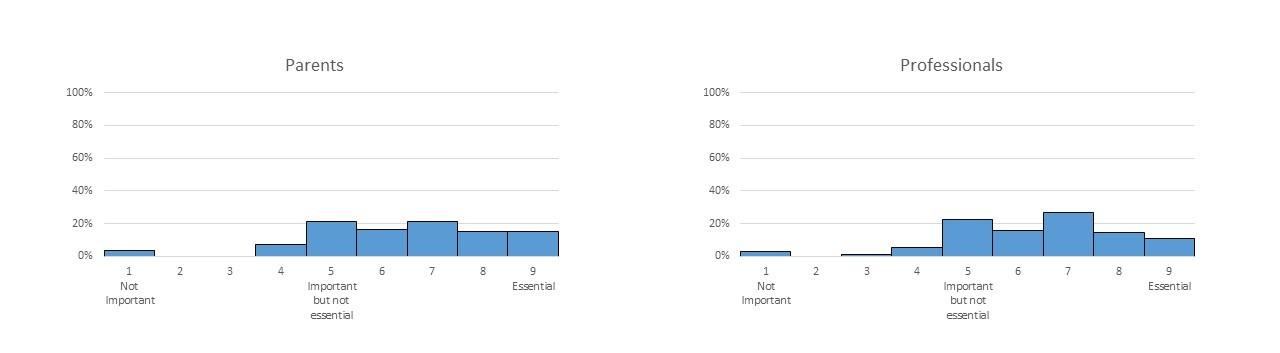 Parents
100%
80%
60%
40%
20%
0%
1 2 3 4 5 6 7 8 9
Not Important but not essential Essential
Important
Professionals
100%
80%
60%
40%
20%
0%
1 2 3 4 5 6 7 8 9
Not Important Essential
Important but not
essential